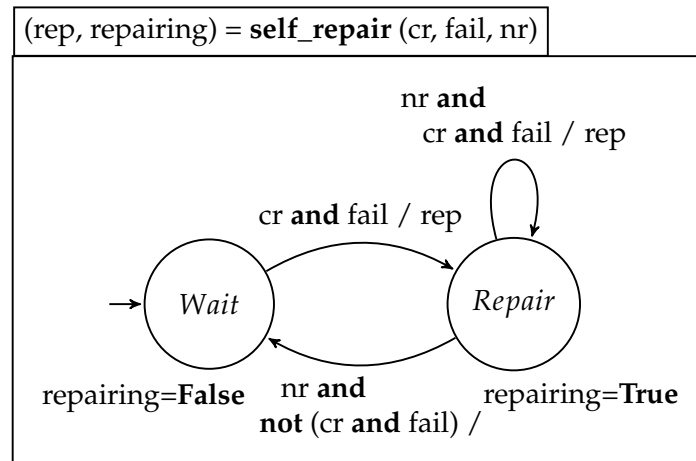 (rep, repairing) = self_repair (cr, fail, nr)
nr and
cr and fail / rep
cr and fail / rep
Wait
Repair
repairing=False
nr and
not (cr and fail) /
repairing=True